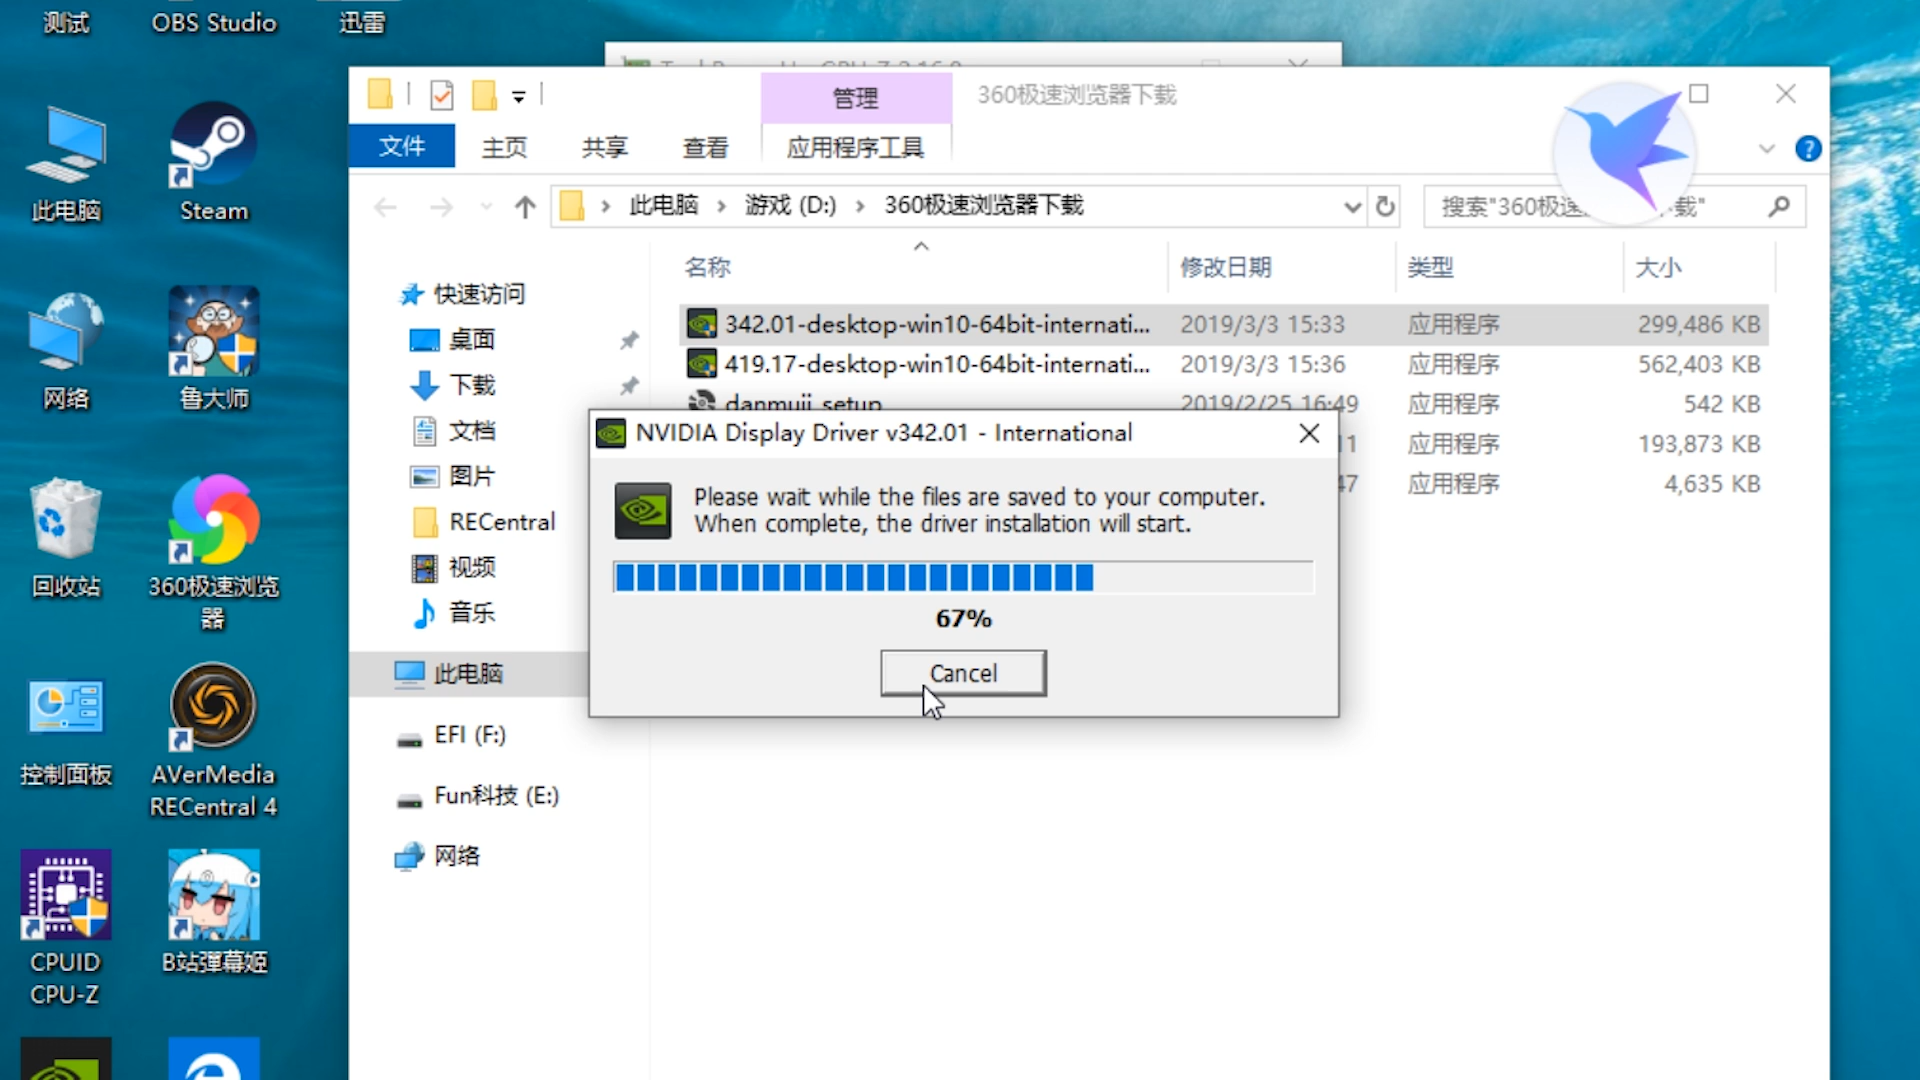 测试
OBS Studio
迅雷
此电脑
Steam
网络
鲁大师
回收站
360极速浏览
器
控制面板
AVerMedia
RECentral 4
CPUID
CPU-Z
B站彈幕姬
管理
360极速浏览器下载
文件
主页
共享
查看
应用程序工具
此电脑
游戏 (D:)
360极速浏览器下载
搜索"360极速
载"
名称
修改日期
类型
大小
快速访问
桌面
下载
文档
图片
RECentral
视频
音乐
此电脑
EFI (F:)
Fun科技 (E:)
网络
342.01-desktop-win10-64bit-internati... 2019/3/3 15:33 应用程序 299,486 KB
419.17-desktop-win10-64bit-internati... 2019/3/3 15:36 应用程序 562,403 KB
danmuji_setup 2019/2/25 16:49 应用程序 542 KB
11 应用程序 193,873 KB
47 应用程序 4,635 KB
NVIDIA Display Driver v342.01 - International
Please wait while the files are saved to your computer.
When complete, the driver installation will start.
67%
Cancel